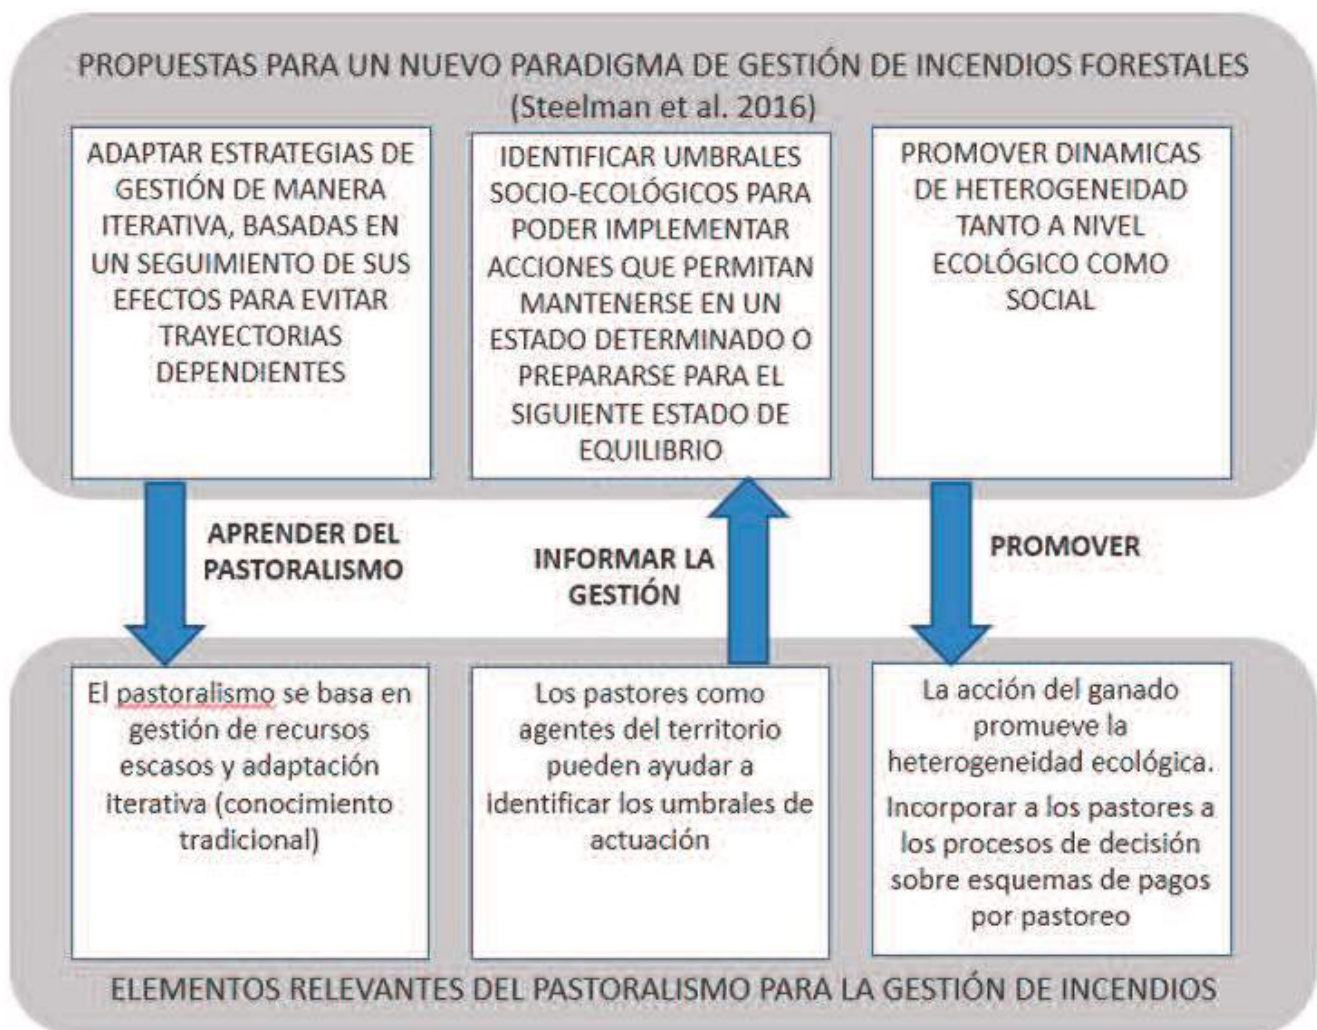 PROPUESTAS PARA UN NUEVO PARADIGMA DE GESTIÓN DE INCENDIOS FORESTALES
(Steelman et al. 2016)
ADAPTAR ESTRATEGIAS DE
GESTIÓN DE MANERA
ITERATIVA, BASADAS EN
UN SEGUIMIENTO DE SUS
EFECTOS PARA EVITAR
TRAYECTORIAS
DEPENDIENTES
IDENTIFICAR UMBRALES
SOCIO-ECOLÓGICOS PARA
PODER IMPLEMENTAR
ACCIONES QUE PERMITAN
MANTENERSE EN UN
ESTADO DETERMINADO O
PREPARARSE PARA EL
SIGUIENTE ESTADO DE
EQUILIBRIO
PROMOVER DINAMICAS
DE HETEROGENEIDAD
TANTO A NIVEL
ECOLÓGICO COMO
SOCIAL
APRENDER DEL
PASTORALISMO
INFORMAR LA
GESTIÓN
PROMOVER
El pastoralismo se basa en
gestión de recursos
escasos y adaptación
iterativa (conocimiento
tradicional)
Los pastores como
agentes del territorio
pueden ayudar a
identificar los umbrales de
actuación
La acción del ganado
promueve la
heterogeneidad ecológica.
Incorporar a los pastores a
los procesos de decisión
sobre esquemas de pagos
por pastoreo
ELEMENTOS RELEVANTES DEL PASTORALISMO PARA LA GESTIÓN DE INCENDIOS